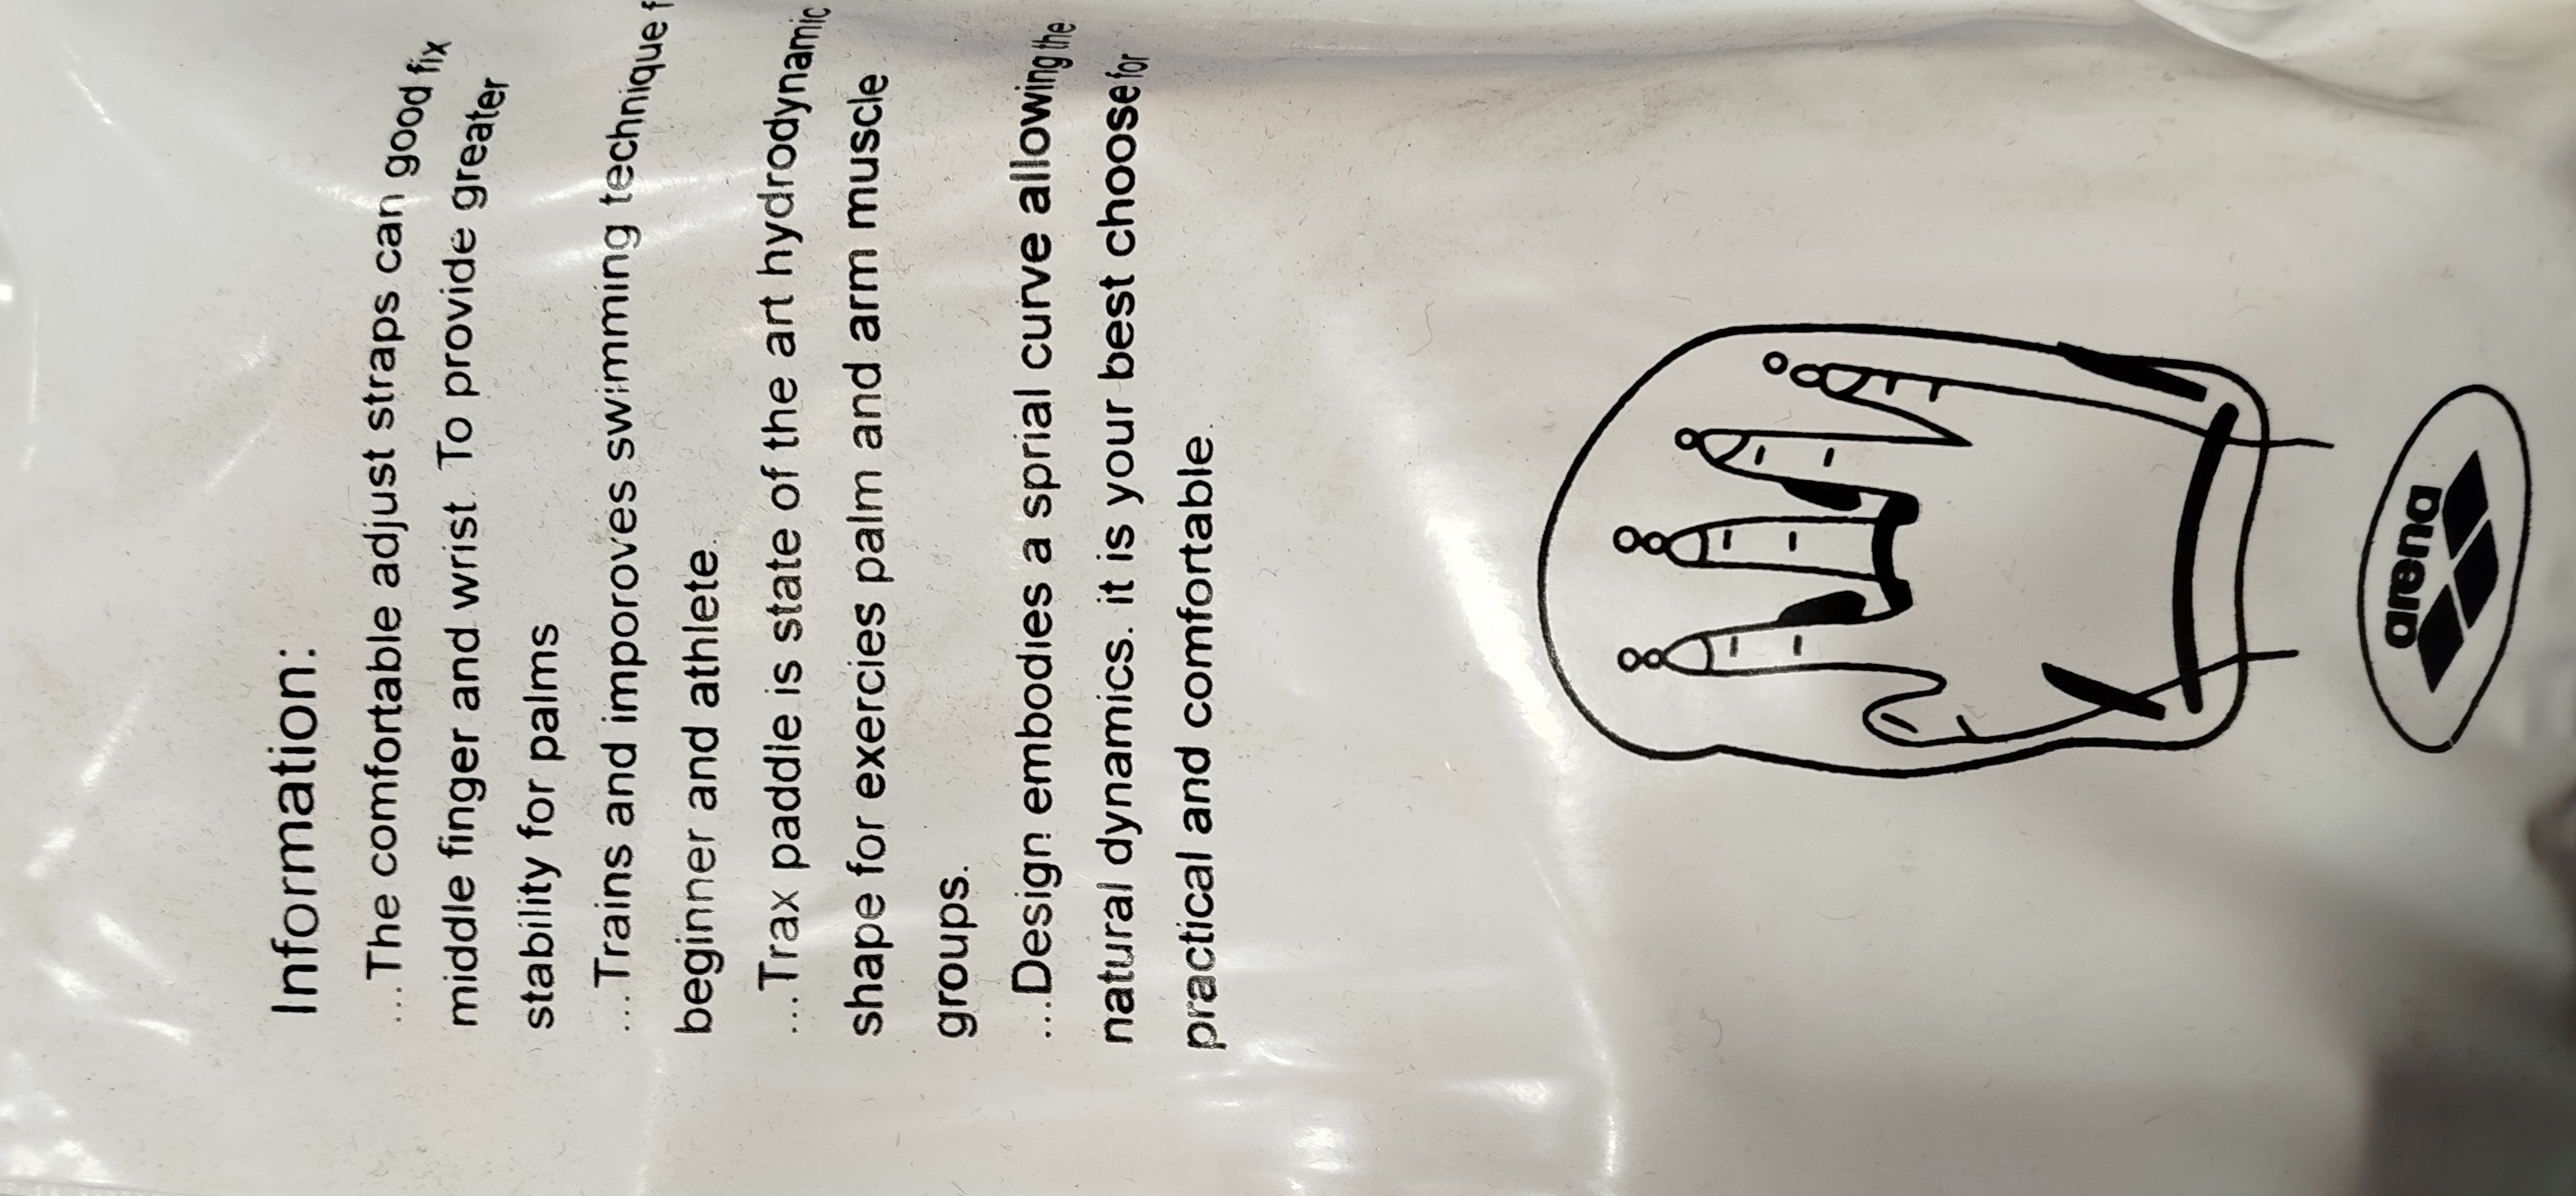 Information:
...The comfortable adjust straps can good fix
middle finger and wrist. To provide greater
stability for palms
...Trains and imporoves swimming technique f
beginner and athlete.
...Trax paddle is state of the art hydrodynamic
shape for exercies palm and arm muscle
groups.
...Design embodies a sprial curve allowing the
natural dynamics. it is your best choose for
practical and comfortable.
arena